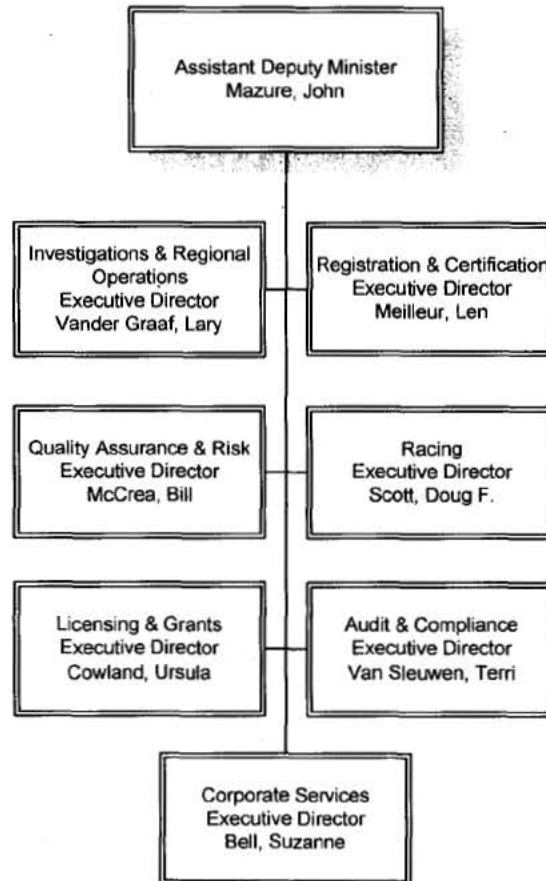 Assistant Deputy Minister
Mazure, John
Investigations & Regional
Operations
Executive Director
Vander Graaf, Lary
Registration & Certification
Executive Director
Meilleur, Len
Quality Assurance & Risk
Executive Director
McCrea, Bill
Racing
Executive Director
Scott, Doug F.
Licensing & Grants
Executive Director
Cowland, Ursula
Audit & Compliance
Executive Director
Van Sleuwen, Terri
Corporate Services
Executive Director
Bell, Suzanne